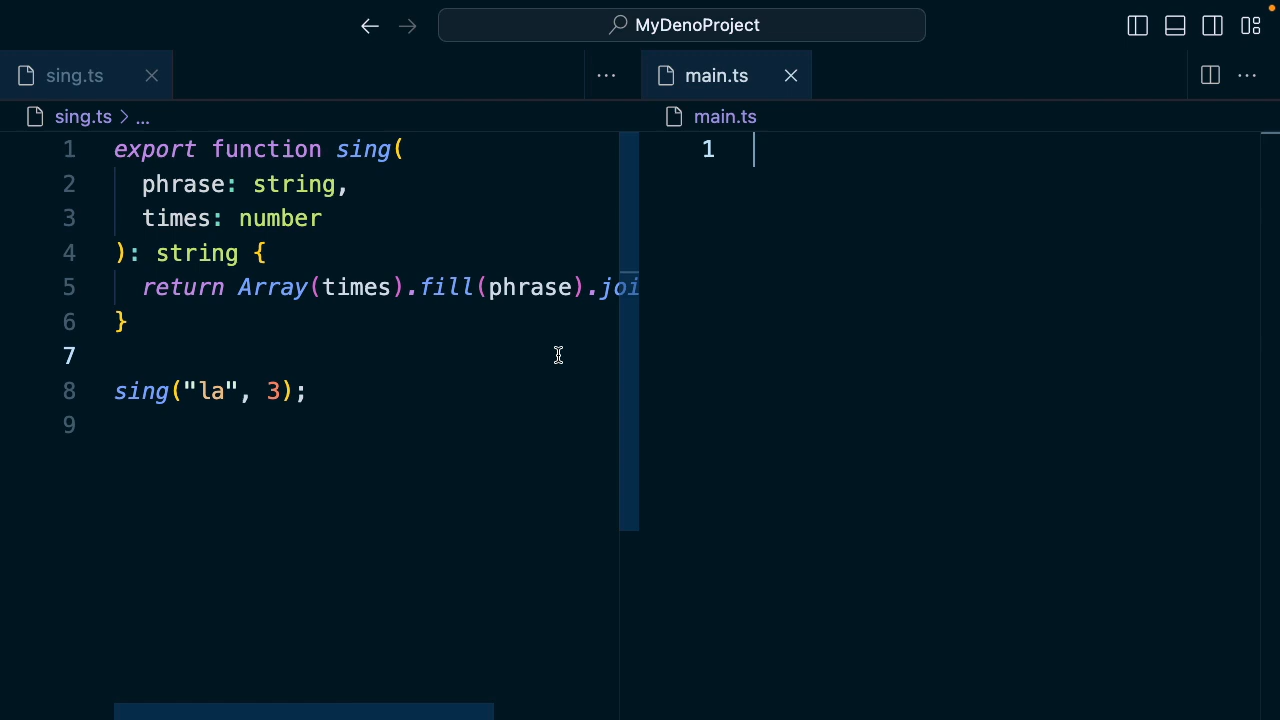 MyDenoProject
sing.ts
main.ts
sing.ts > ...
main.ts
1 export function sing(
2 phrase: string,
3 times: number
4 ): string {
5 return Array(times).fill(phrase).joi
6 }
7
8 sing("la", 3);
9
1